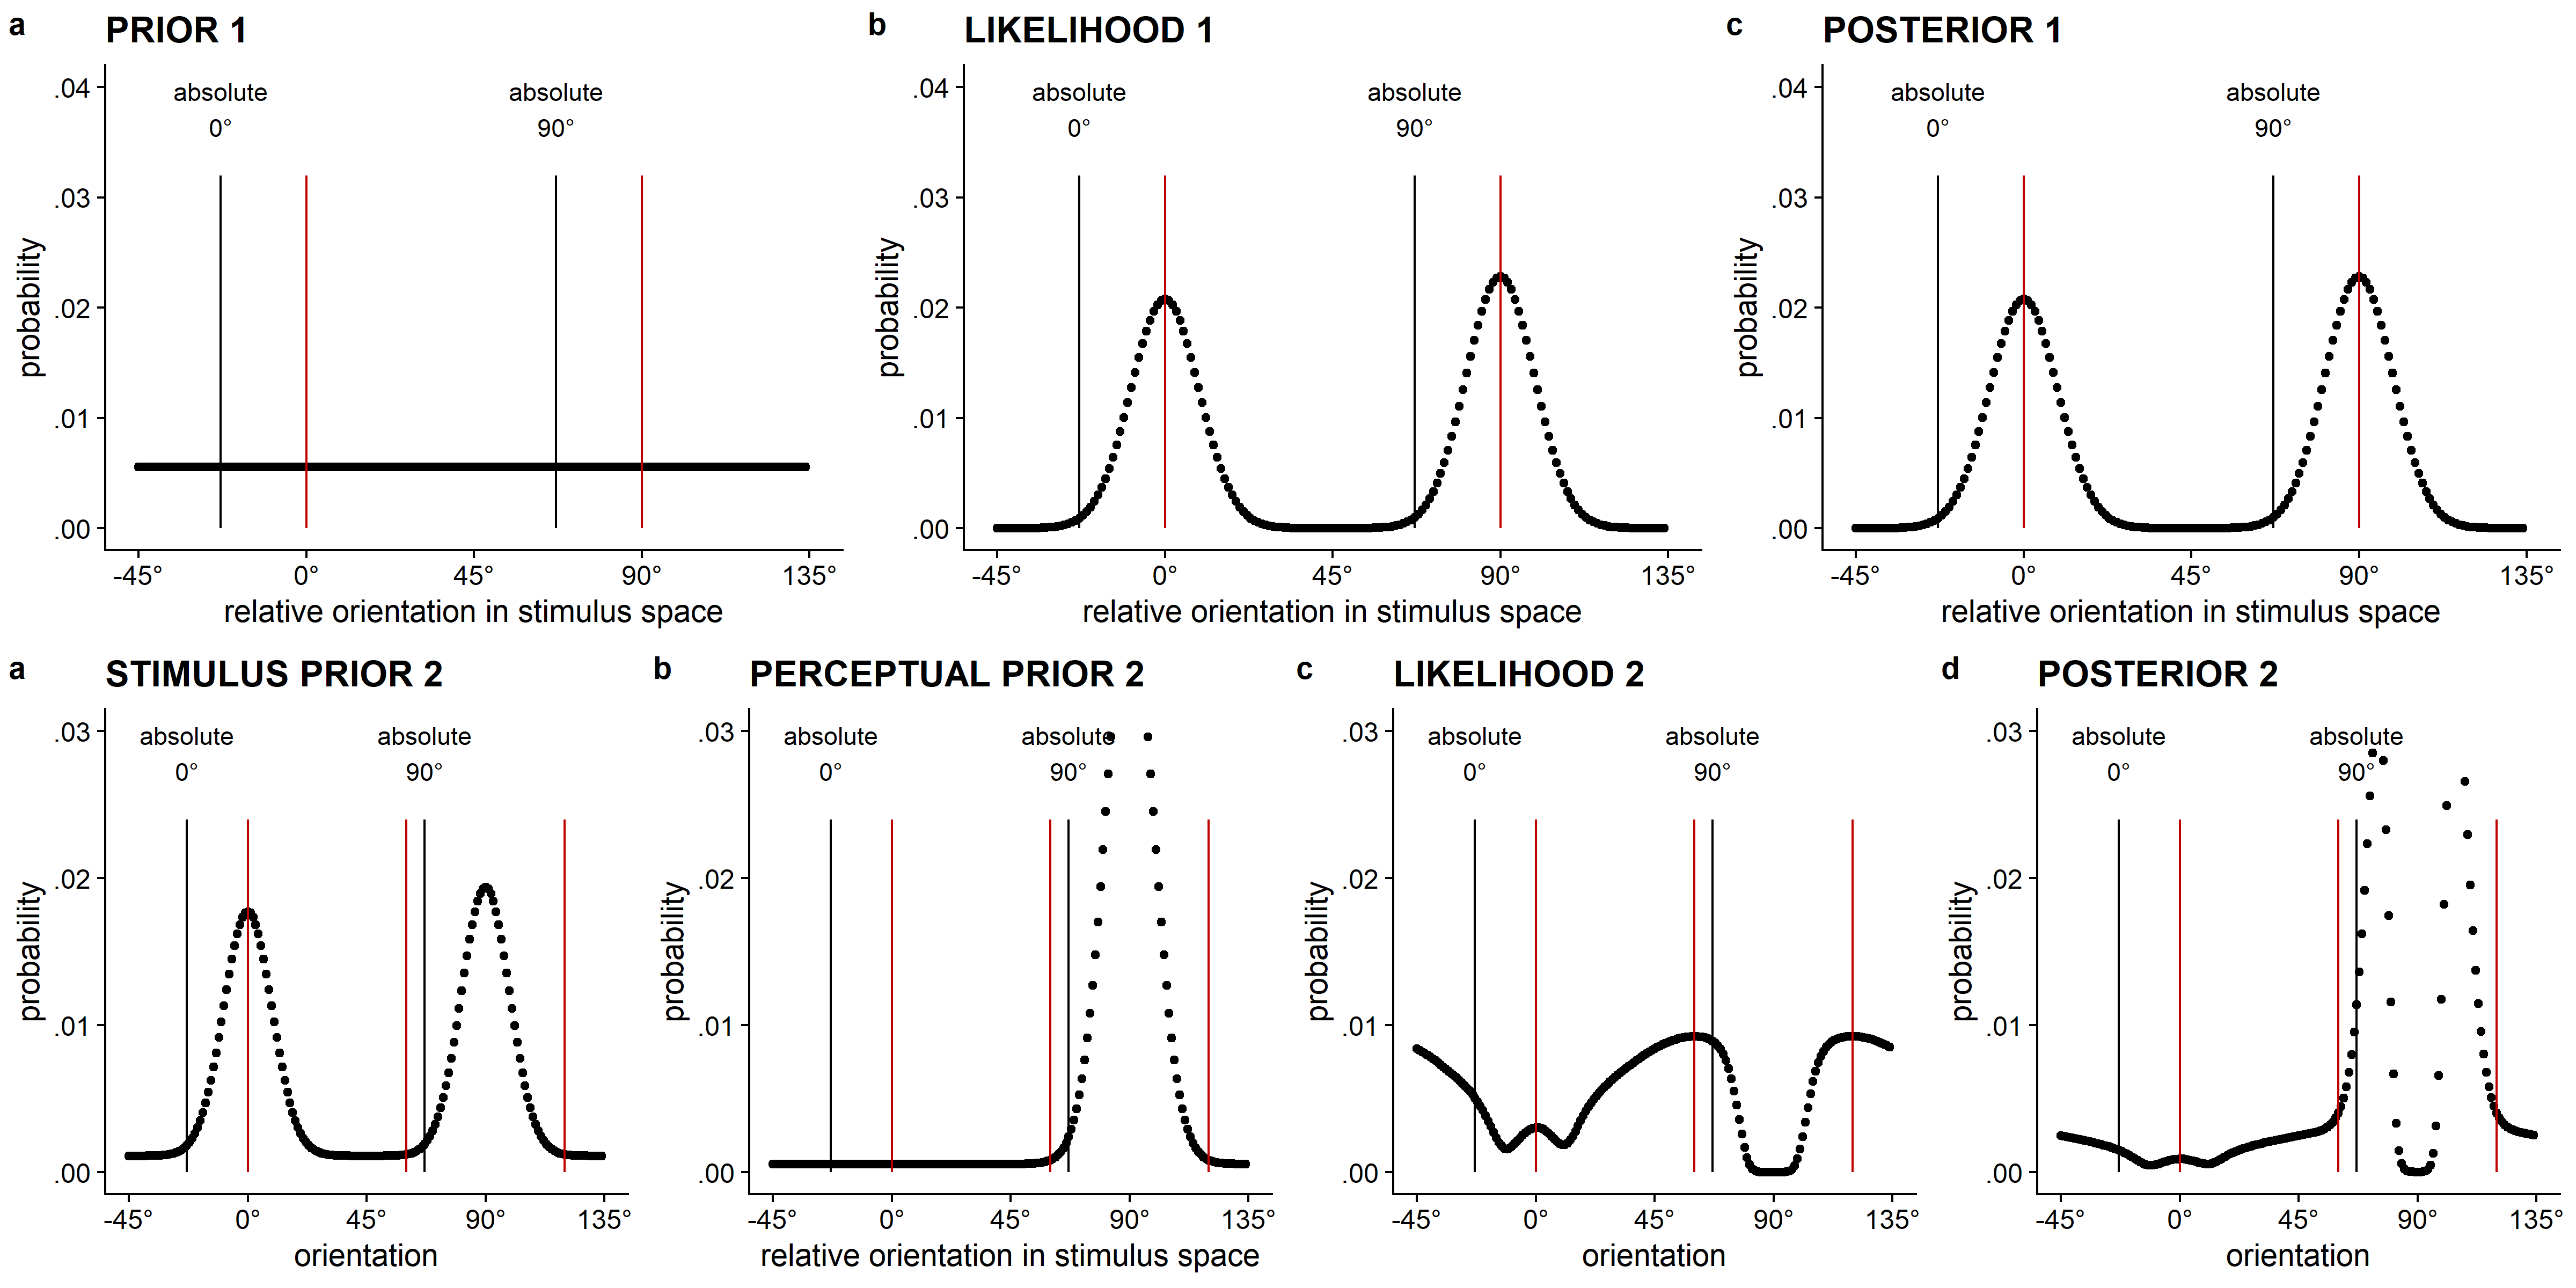 a PRIOR 1
.04
.03
.02
.01
.00
probability
absolute
0°
absolute
90°
-45° 0° 45° 90° 135°
relative orientation in stimulus space
b LIKELIHOOD 1
.04
.03
.02
.01
.00
probability
absolute
0°
absolute
90°
-45° 0° 45° 90° 135°
relative orientation in stimulus space
c POSTERIOR 1
.04
.03
.02
.01
.00
probability
absolute
0°
absolute
90°
-45° 0° 45° 90° 135°
relative orientation in stimulus space
a STIMULUS PRIOR 2
.03
.02
.01
.00
probability
absolute
0°
absolute
90°
-45° 0° 45° 90° 135°
orientation
b PERCEPTUAL PRIOR 2
.03
.02
.01
.00
probability
absolute
0°
absolute
90°
-45° 0° 45° 90° 135°
relative orientation in stimulus space
c LIKELIHOOD 2
.03
.02
.01
.00
probability
absolute
0°
absolute
90°
-45° 0° 45° 90° 135°
orientation
d POSTERIOR 2
.03
.02
.01
.00
probability
absolute
0°
absolute
90°
-45° 0° 45° 90° 135°
orientation